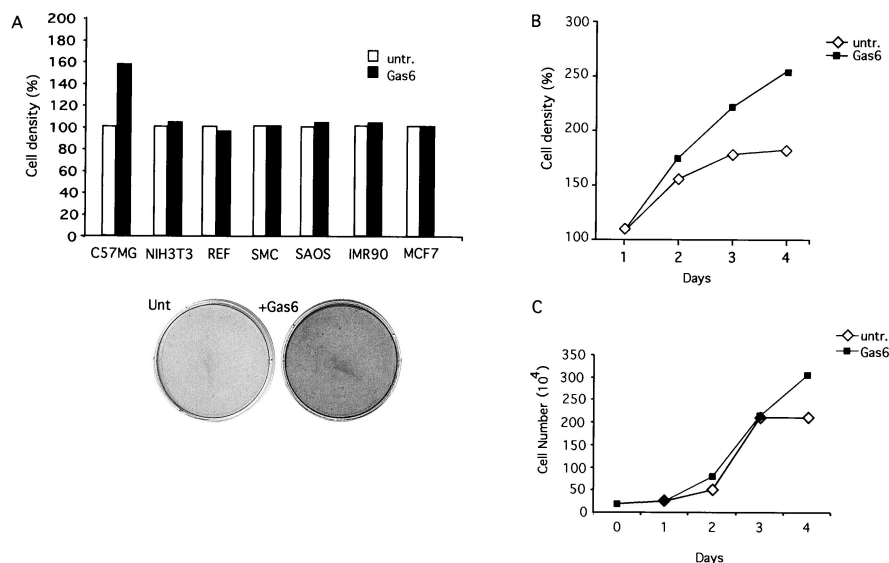 A
200
180
160
140
120
100
80
60
40
20
0
Cell density (%)
untr.
Gas6
C57MG NIH3T3 REF SMC SAOS IMR90 MCF7
Unt
+Gas6
B
300
250
200
150
100
Cell density (%)
1 2 3 4
Days
untr.
Gas6
C
350
300
250
200
150
100
50
0
Cell Number (10⁴)
0 1 2 3 4
Days
untr.
Gas6